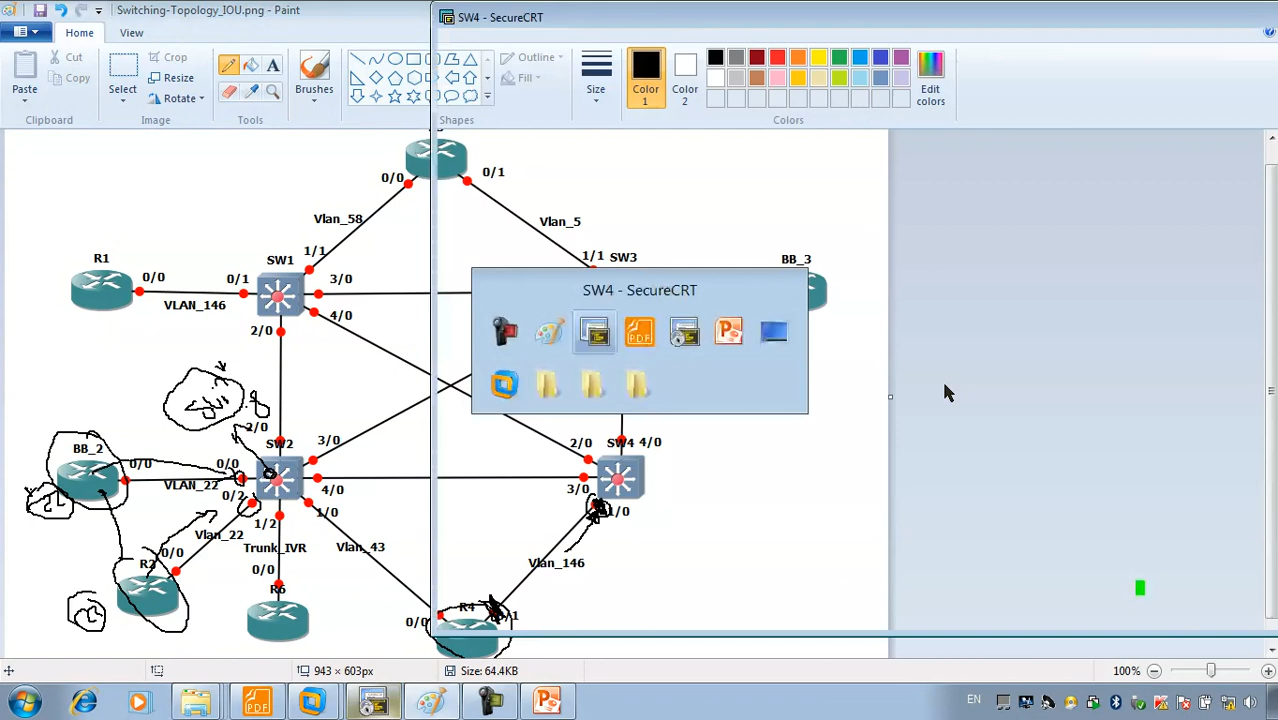 Switching-Topology_IOU.png - Paint
SW4 - SecureCRT
Home
View
Paste
Cut
Copy
Clipboard
Select
Crop
Resize
Rotate
Image
Tools
Brushes
Outline
Fill
Shapes
Size
Color 1
Color 2
Edit colors
Colors
0/0
0/1
Vlan_58
Vlan_5
1/1
1/1
SW3
R1
SW1
BB_3
0/0
0/1
3/0
VLAN_146
4/0
2/0
SW4 - SecureCRT
2/0
3/0
SW2
2/0
SW4
4/0
BB_2
0/0
0/0
VLAN_22
4/0
3/0
0/2
1/0
1/0
1/2
Vlan_22
Trunk_IVR
Vlan_43
Vlan_146
0/0
0/0
R2
R6
R4
0/0
943 × 603px
Size: 64.4KB
100%
EN